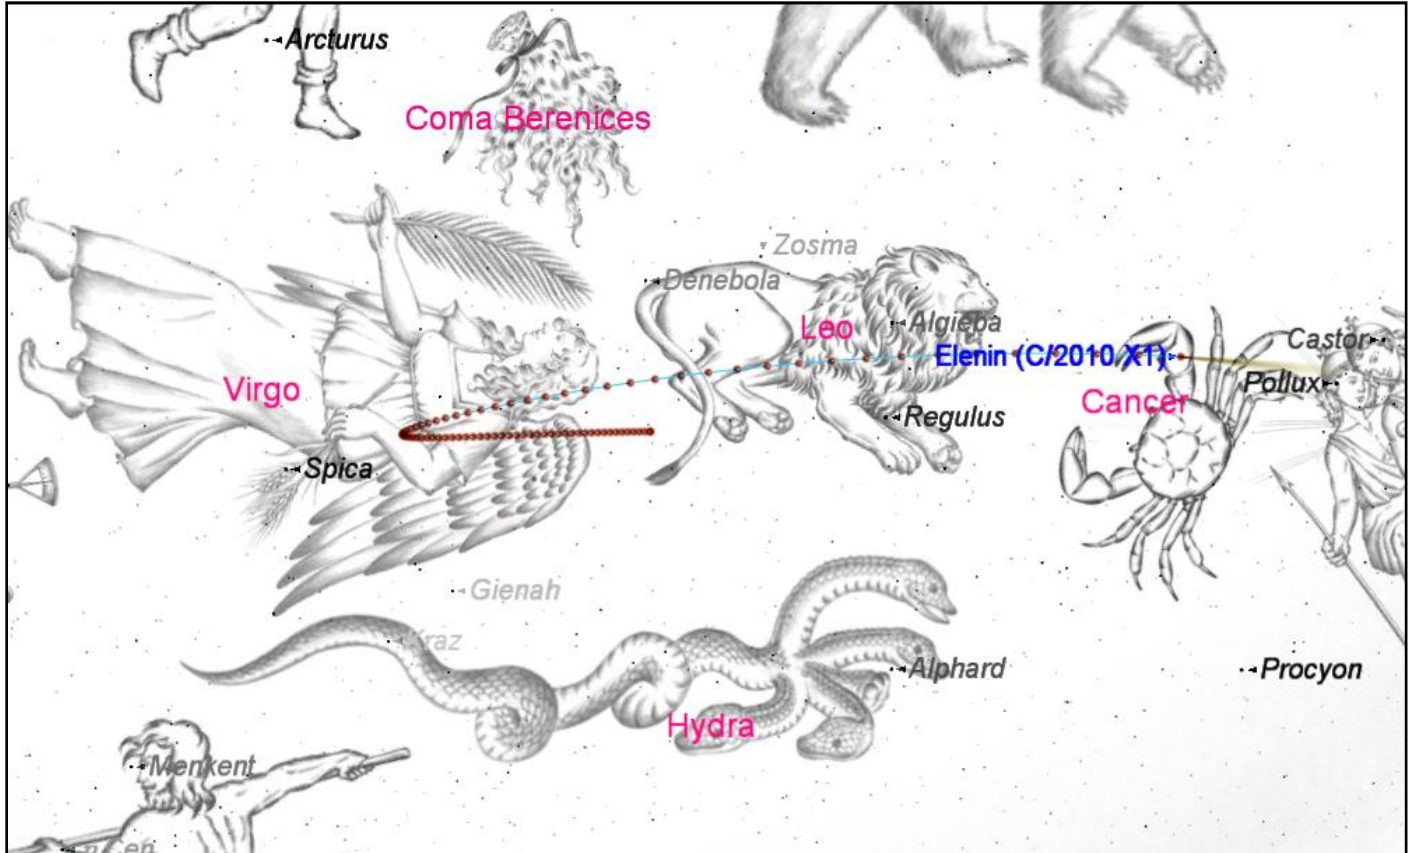 Arcturus
Coma Berenices
Zosma
Denebola
Leo
Algieba
Elenin (C/2010 X1)
Castor
Pollux
Virgo
Cancer
Regulus
Spica
Gienah
Kraz
Alphard
Procyon
Hydra
Menkent